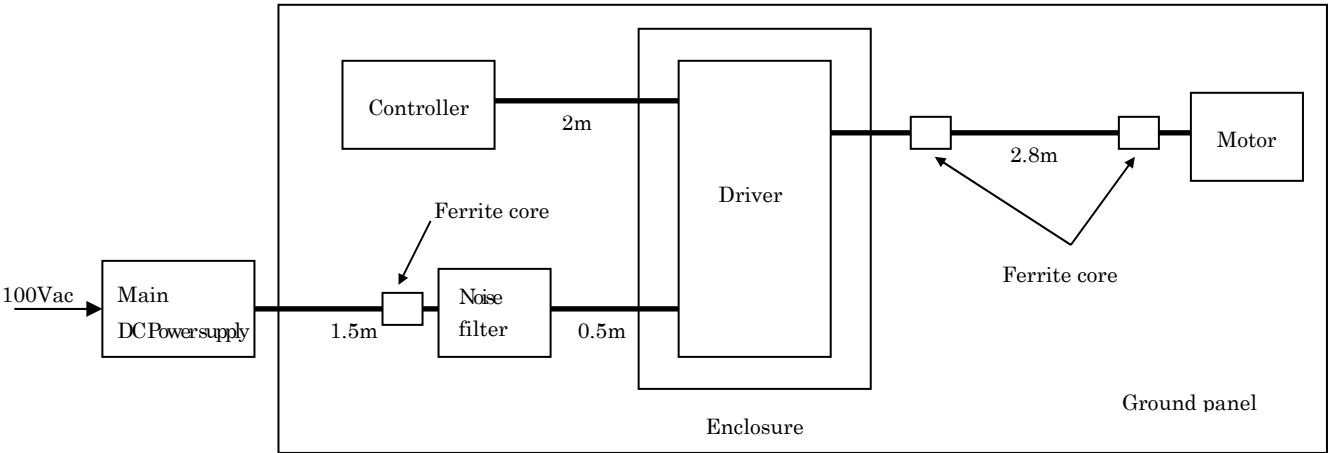 Controller
2m
Driver
2.8m
Motor
Ferrite core
Ferrite core
100Vac
Main
DC Power supply
1.5m
Noise
filter
0.5m
Ground panel
Enclosure